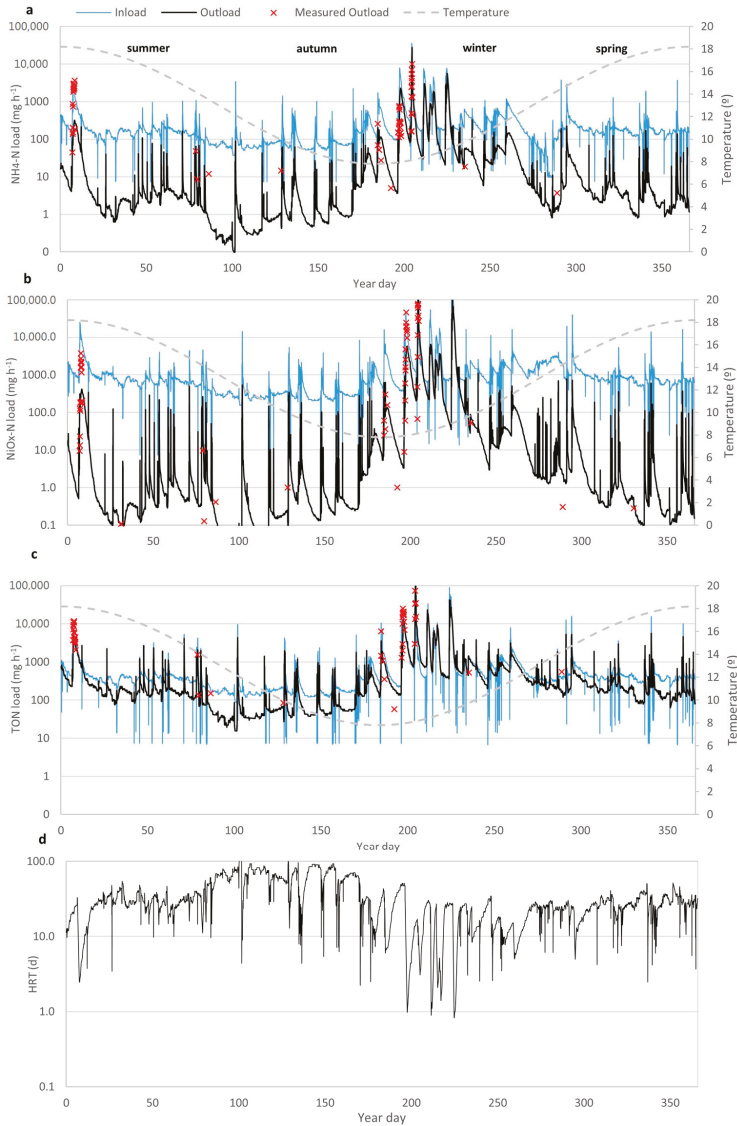 a
Inload Outload Measured Outload Temperature
summer autumn winter spring
100,000
10,000
1000
100
10
1
0
NH4-N load (mg h⁻¹)
20
18
16
14
12
10
8
6
4
2
0
Temperature (º)
0 50 100 150 200 250 300 350
Year day
b
100,000.0
10,000.0
1000.0
100.0
10.0
1.0
0.1
NiOx-N load (mg h⁻¹)
20
18
16
14
12
10
8
6
4
2
0
Temperature (º)
0 50 100 150 200 250 300 350
c
100,000
10,000
1000
100
10
1
0
TON load (mg h⁻¹)
20
18
16
14
12
10
8
6
4
2
0
Temperature (º)
0 50 100 150 200 250 300 350
Year day
d
100.0
10.0
1.0
0.1
HRT (d)
0 50 100 150 200 250 300 350
Year day